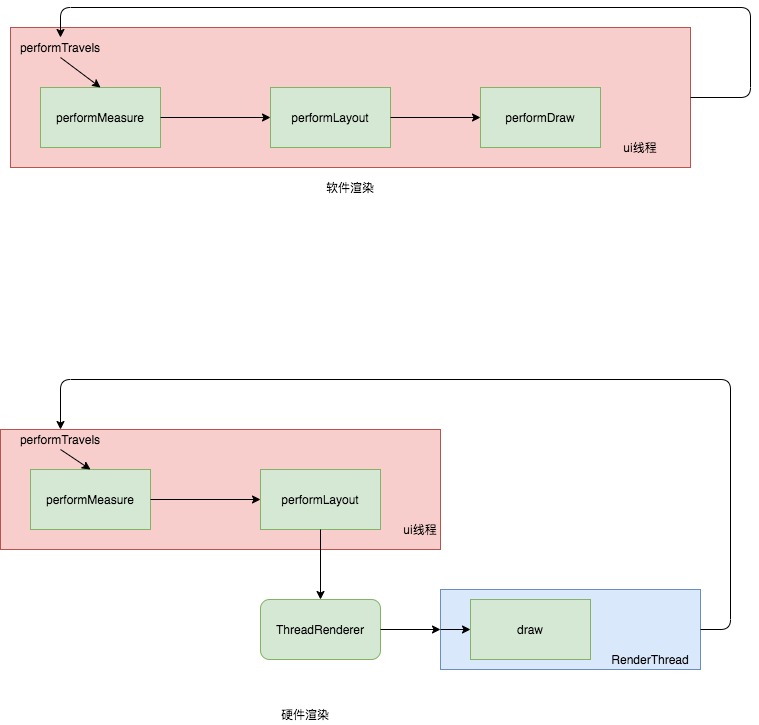 performTravels
performMeasure
performLayout
performDraw
ui线程
软件渲染
performTravels
performMeasure
performLayout
ui线程
ThreadRenderer
draw
RenderThread
硬件渲染